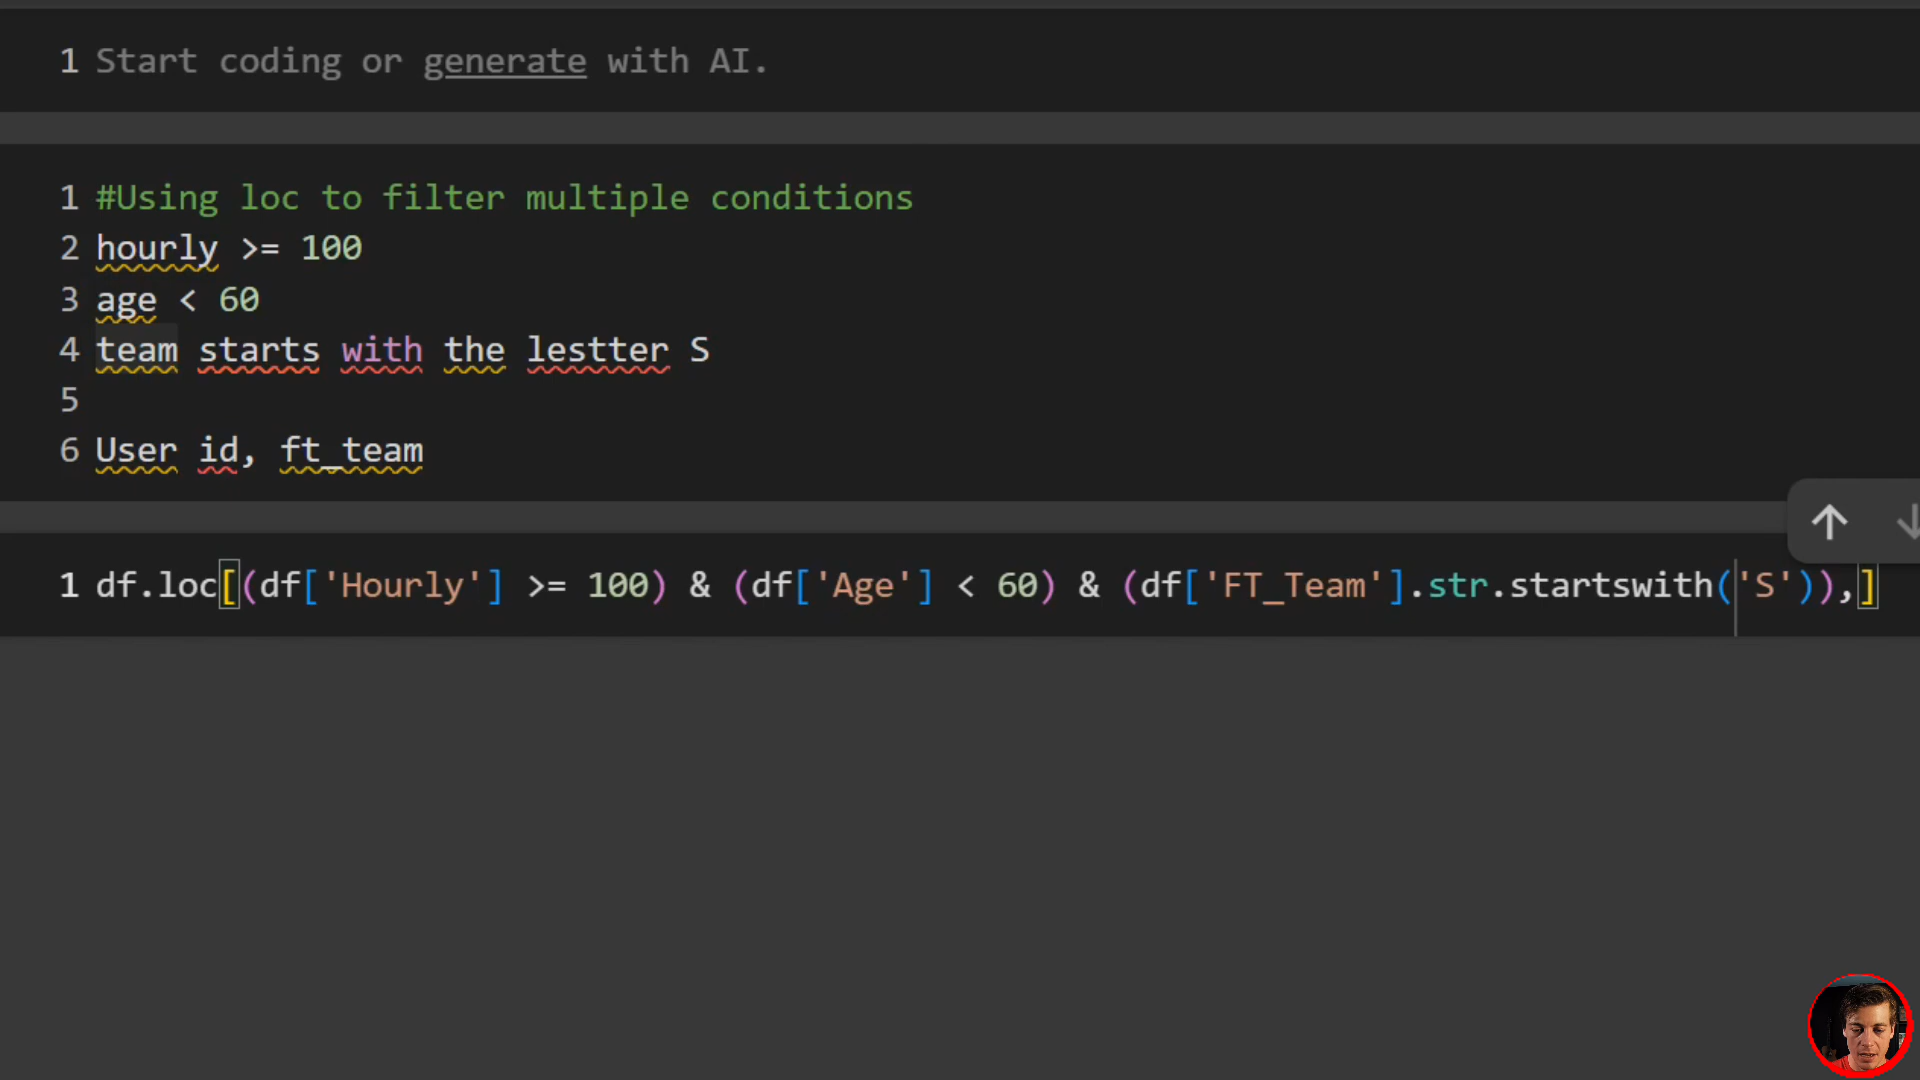 1 Start coding or generate with AI.
1 #Using loc to filter multiple conditions
2 hourly >= 100
3 age < 60
4 team starts with the lestter S
5
6 User id, ft_team
1 df.loc[(df['Hourly'] >= 100) & (df['Age'] < 60) & (df['FT_Team'].str.startswith('S')),]